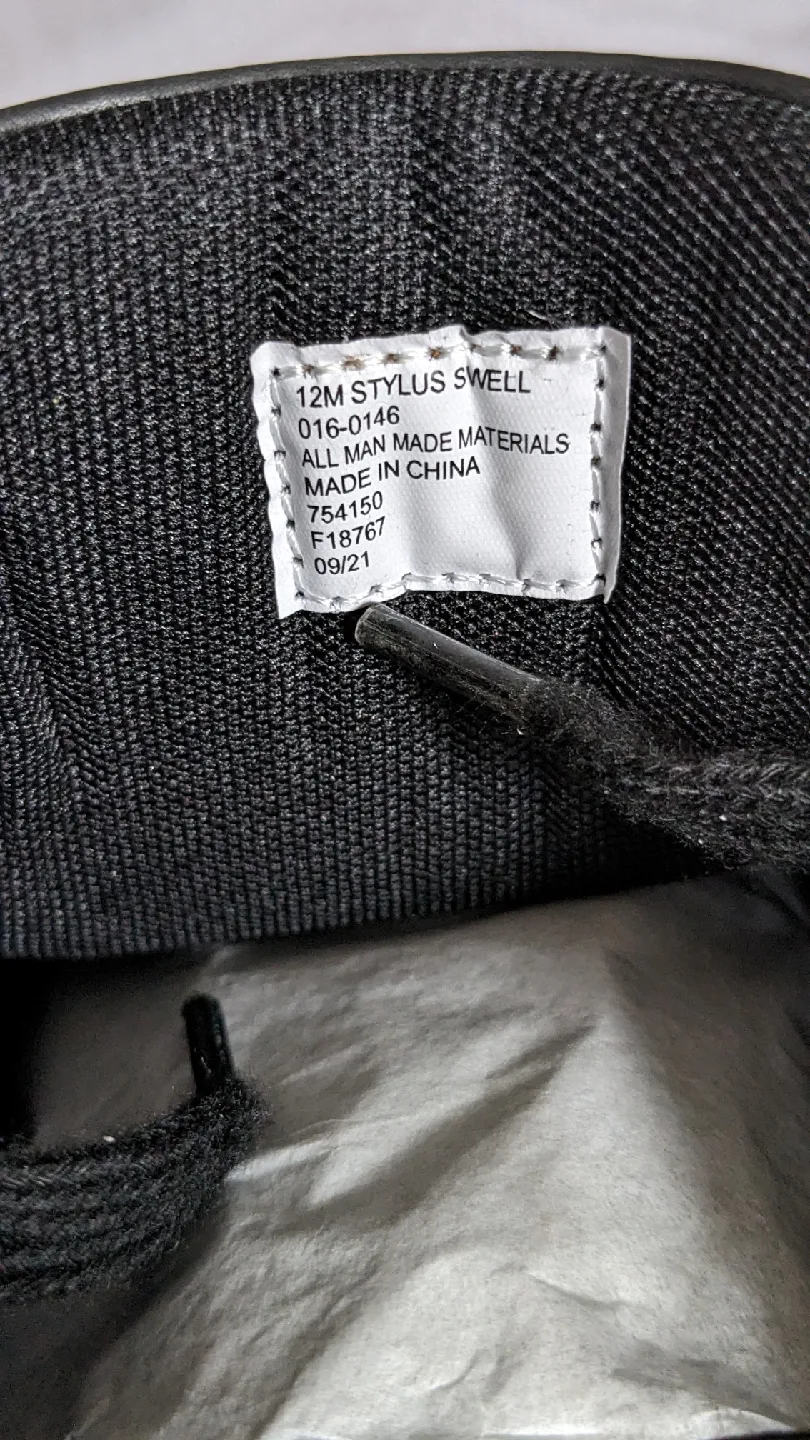 12M STYLUS SWELL
016-0146
ALL MAN MADE MATERIALS
MADE IN CHINA
754150
F18767
09/21